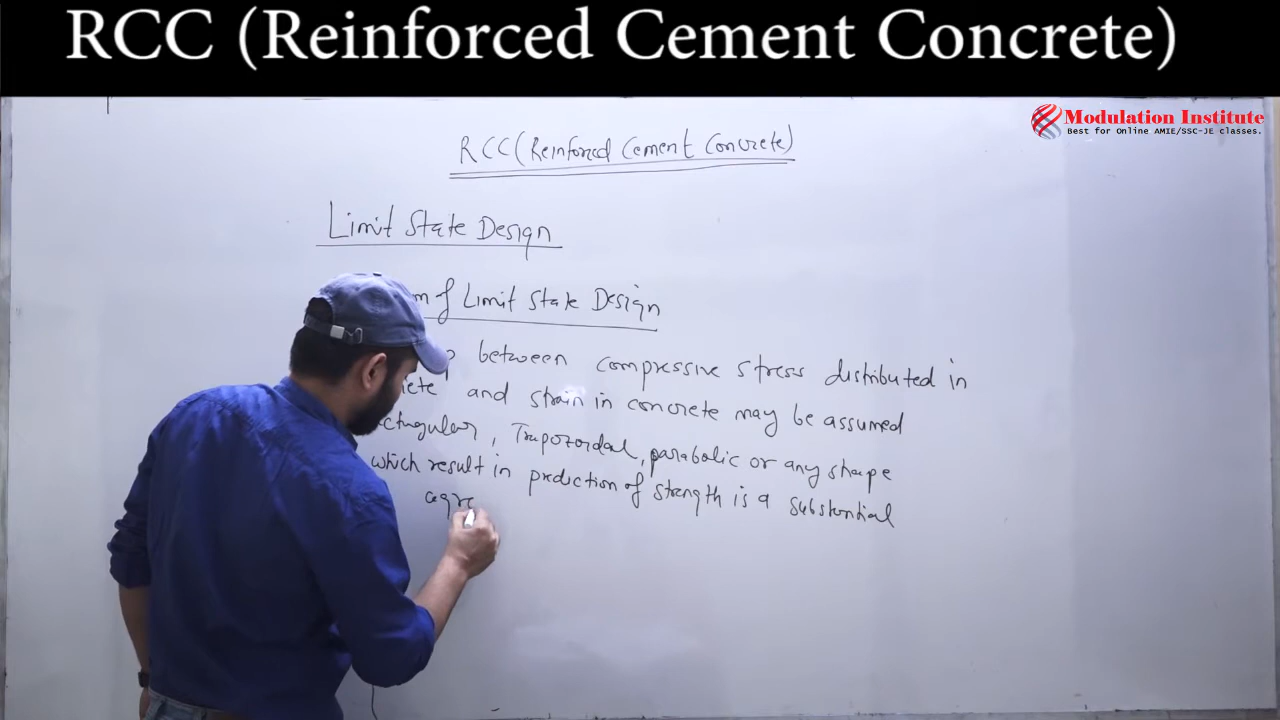 RCC (Reinforced Cement Concrete)
Modulation Institute
Best for Online AMIE/SSC-JE classes.
RCC (Reinforced Cement Concrete)
Limit State Design
of Limit State Design
between compressive stress distributed in
and strain in concrete may be assumed
Trapozoidal, parabolic or any shape
which result in prediction of strength is a substantial
agre